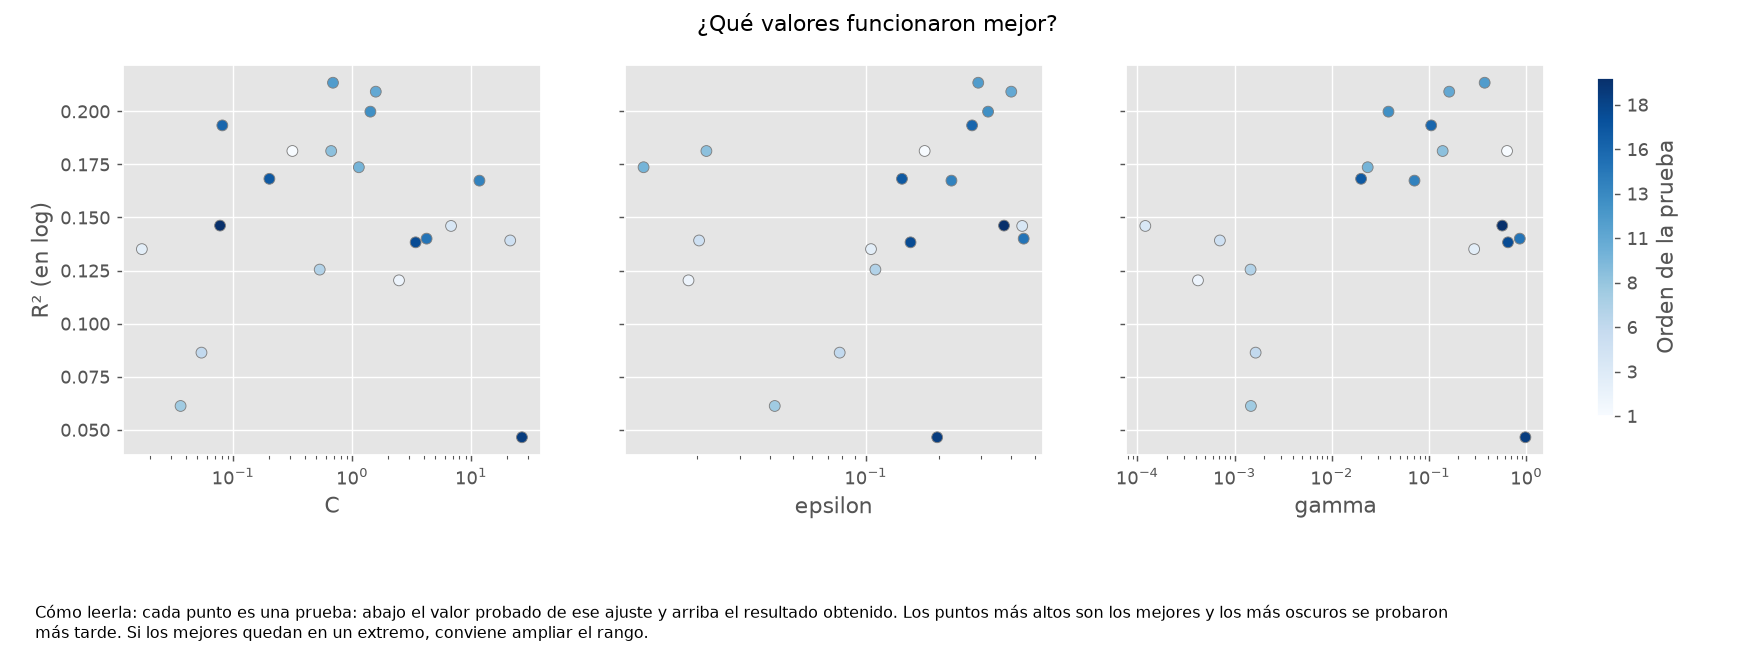 ¿Qué valores funcionaron mejor?
R² (en log)
0.200
0.175
0.150
0.125
0.100
0.075
0.050
10⁻¹ 10⁰ 10¹
C
10⁻¹
epsilon
10⁻⁴ 10⁻³ 10⁻² 10⁻¹ 10⁰
gamma
18
16
13
11
8
6
3
1
Orden de la prueba
Cómo leerla: cada punto es una prueba: abajo el valor probado de ese ajuste y arriba el resultado obtenido. Los puntos más altos son los mejores y los más oscuros se probaron
más tarde. Si los mejores quedan en un extremo, conviene ampliar el rango.